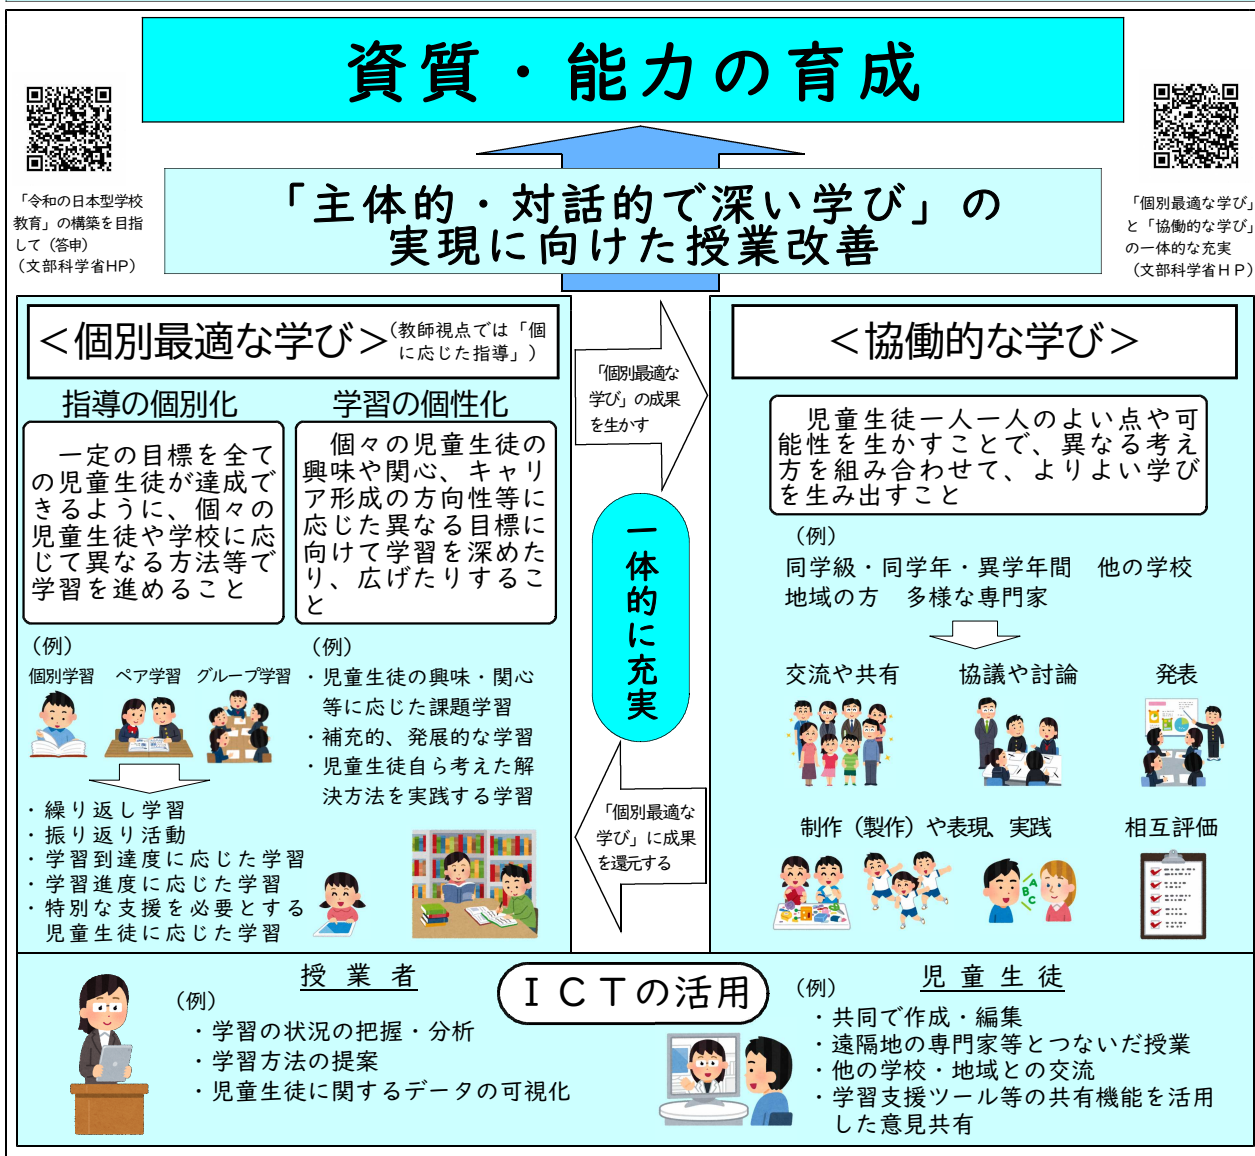 資質・能力の育成
「令和の日本型学校
教育」の構築を目指
して（答申）
（文部科学省HP）
「個別最適な学び」
と「協働的な学び」
の一体的な充実
（文部科学省ＨＰ）
「主体的・対話的で深い学び」の
実現に向けた授業改善
＜個別最適な学び＞（教師視点では「個
に応じた指導」）
指導の個別化
一定の目標を全て
の児童生徒が達成で
きるように、個々の
児童生徒や学校に応
じて異なる方法等で
学習を進めること
（例）
個別学習　ペア学習　グループ学習
・繰り返し学習
・振り返り活動
・学習到達度に応じた学習
・学習進度に応じた学習
・特別な支援を必要とする
児童生徒に応じた学習
学習の個性化
個々の児童生徒の
興味や関心、キャリ
ア形成の方向性等に
応じた異なる目標に
向けて学習を深めた
り、広げたりするこ
と
（例）
・児童生徒の興味・関心
等に応じた課題学習
・補充的、発展的な学習
・児童生徒自ら考えた解
決方法を実践する学習
「個別最適な
学び」の成果
を生かす
一体的に充実
「個別最適な
学び」に成果
を還元する
＜協働的な学び＞
児童生徒一人一人のよい点や可
能性を生かすことで、異なる考え
方を組み合わせて、よりよい学び
を生み出すこと
（例）
同学級・同学年・異学年間　他の学校
地域の方　多様な専門家
交流や共有　協議や討論　発表
制作（製作）や表現、実践　相互評価
A
B
C
ＩＣＴの活用
授業者
（例）
・学習の状況の把握・分析
・学習方法の提案
・児童生徒に関するデータの可視化
児童生徒
（例）
・共同で作成・編集
・遠隔地の専門家等とつないだ授業
・他の学校・地域との交流
・学習支援ツール等の共有機能を活用
した意見共有